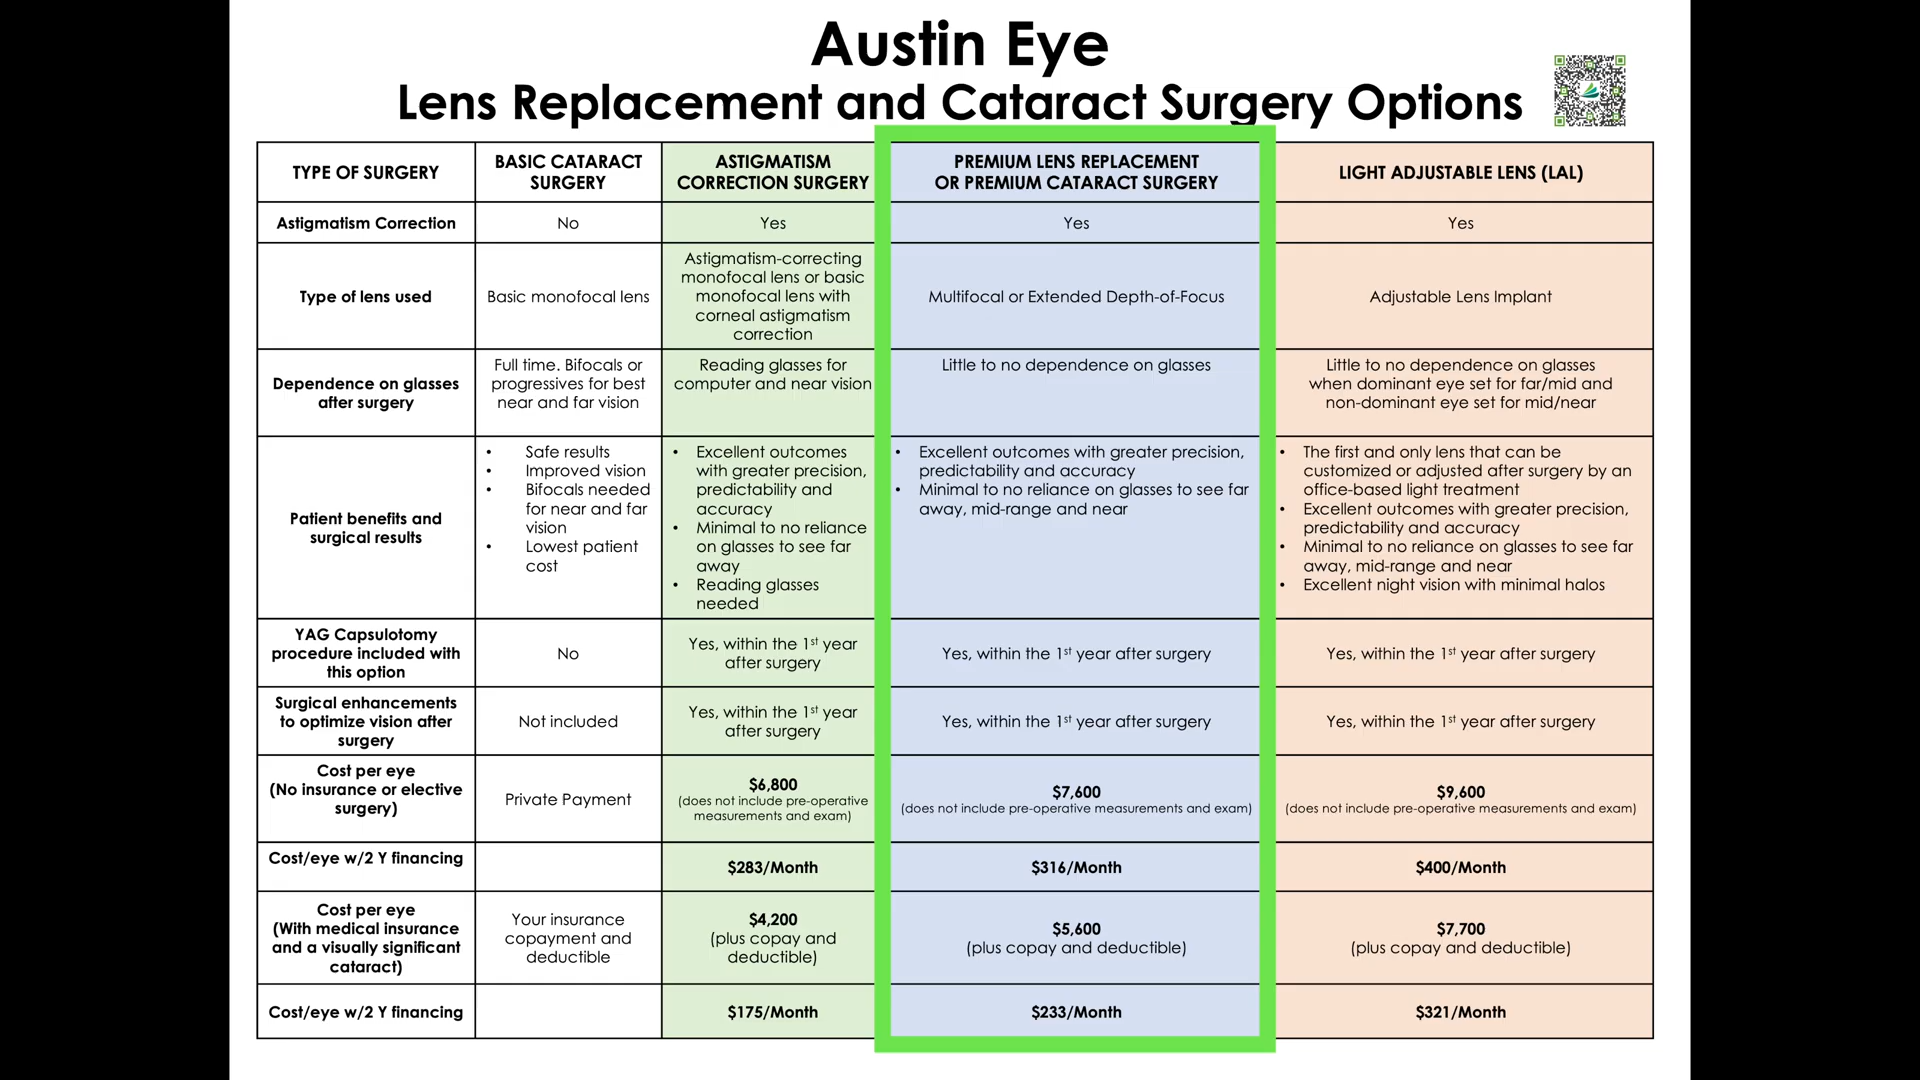 Austin Eye
Lens Replacement and Cataract Surgery Options
TYPE OF SURGERY
BASIC CATARACT
SURGERY
ASTIGMATISM
CORRECTION SURGERY
PREMIUM LENS REPLACEMENT
OR PREMIUM CATARACT SURGERY
LIGHT ADJUSTABLE LENS (LAL)
Astigmatism Correction
No
Yes
Yes
Yes
Type of lens used
Basic monofocal lens
Astigmatism-correcting
monofocal lens or basic
monofocal lens with
corneal astigmatism
correction
Multifocal or Extended Depth-of-Focus
Adjustable Lens Implant
Dependence on glasses
after surgery
Full time. Bifocals or
progressives for best
near and far vision
Reading glasses for
computer and near vision
Little to no dependence on glasses
Little to no dependence on glasses
when dominant eye set for far/mid and
non-dominant eye set for mid/near
Patient benefits and
surgical results
• Safe results
• Improved vision
• Bifocals needed
for near and far
vision
• Lowest patient
cost
• Excellent outcomes
with greater precision,
predictability and
accuracy
• Minimal to no reliance
on glasses to see far
away
• Reading glasses
needed
• Excellent outcomes with greater precision,
predictability and accuracy
• Minimal to no reliance on glasses to see far
away, mid-range and near
• The first and only lens that can be
customized or adjusted after surgery by an
office-based light treatment
• Excellent outcomes with greater precision,
predictability and accuracy
• Minimal to no reliance on glasses to see far
away, mid-range and near
• Excellent night vision with minimal halos
YAG Capsulotomy
procedure included with
this option
No
Yes, within the 1st year
after surgery
Yes, within the 1st year after surgery
Yes, within the 1st year after surgery
Surgical enhancements
to optimize vision after
surgery
Not included
Yes, within the 1st year
after surgery
Yes, within the 1st year after surgery
Yes, within the 1st year after surgery
Cost per eye
(No insurance or elective
surgery)
Private Payment
$6,800
(does not include pre-operative
measurements and exam)
$7,600
(does not include pre-operative measurements and exam)
$9,600
(does not include pre-operative measurements and exam)
Cost/eye w/2 Y financing
$283/Month
$316/Month
$400/Month
Cost per eye
(With medical insurance
and a visually significant
cataract)
Your insurance
copayment and
deductible
$4,200
(plus copay and
deductible)
$5,600
(plus copay and deductible)
$7,700
(plus copay and deductible)
Cost/eye w/2 Y financing
$175/Month
$233/Month
$321/Month